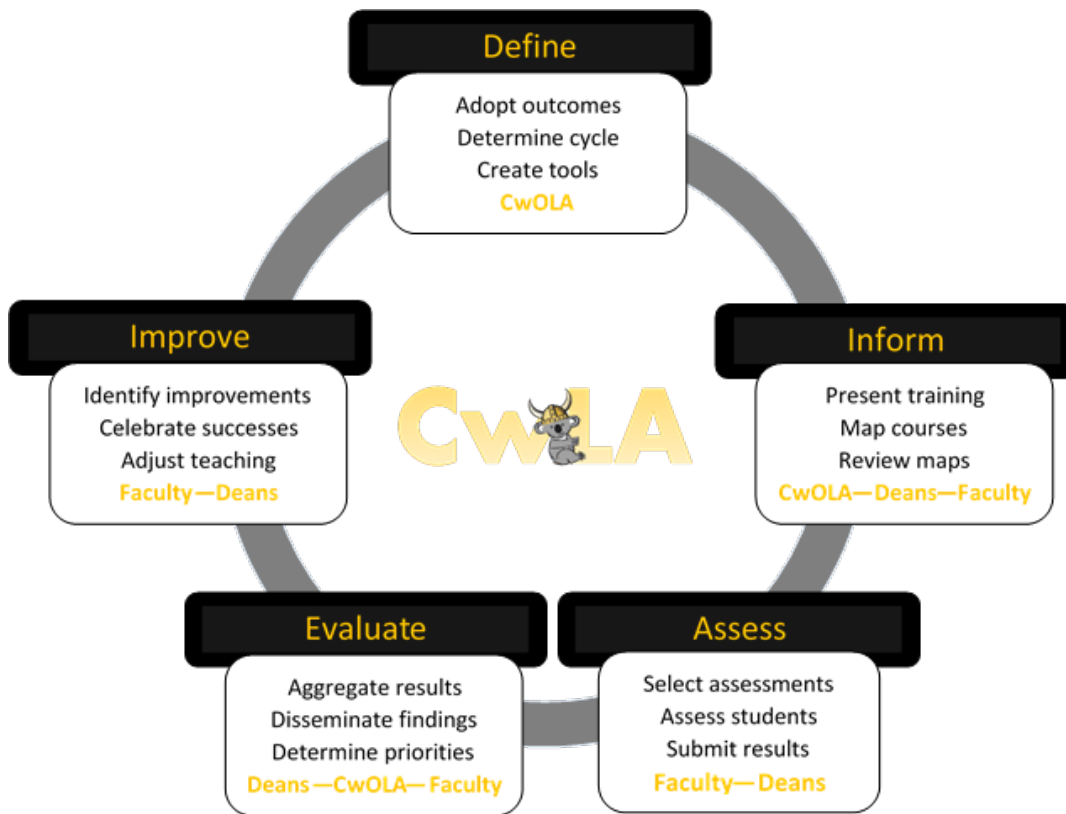 Define
Adopt outcomes
Determine cycle
Create tools
CwOLA
Inform
Present training
Map courses
Review maps
CwOLA—Deans—Faculty
Assess
Select assessments
Assess students
Submit results
Faculty—Deans
Evaluate
Aggregate results
Disseminate findings
Determine priorities
Deans—CwOLA—Faculty
Improve
Identify improvements
Celebrate successes
Adjust teaching
Faculty—Deans
CwLA